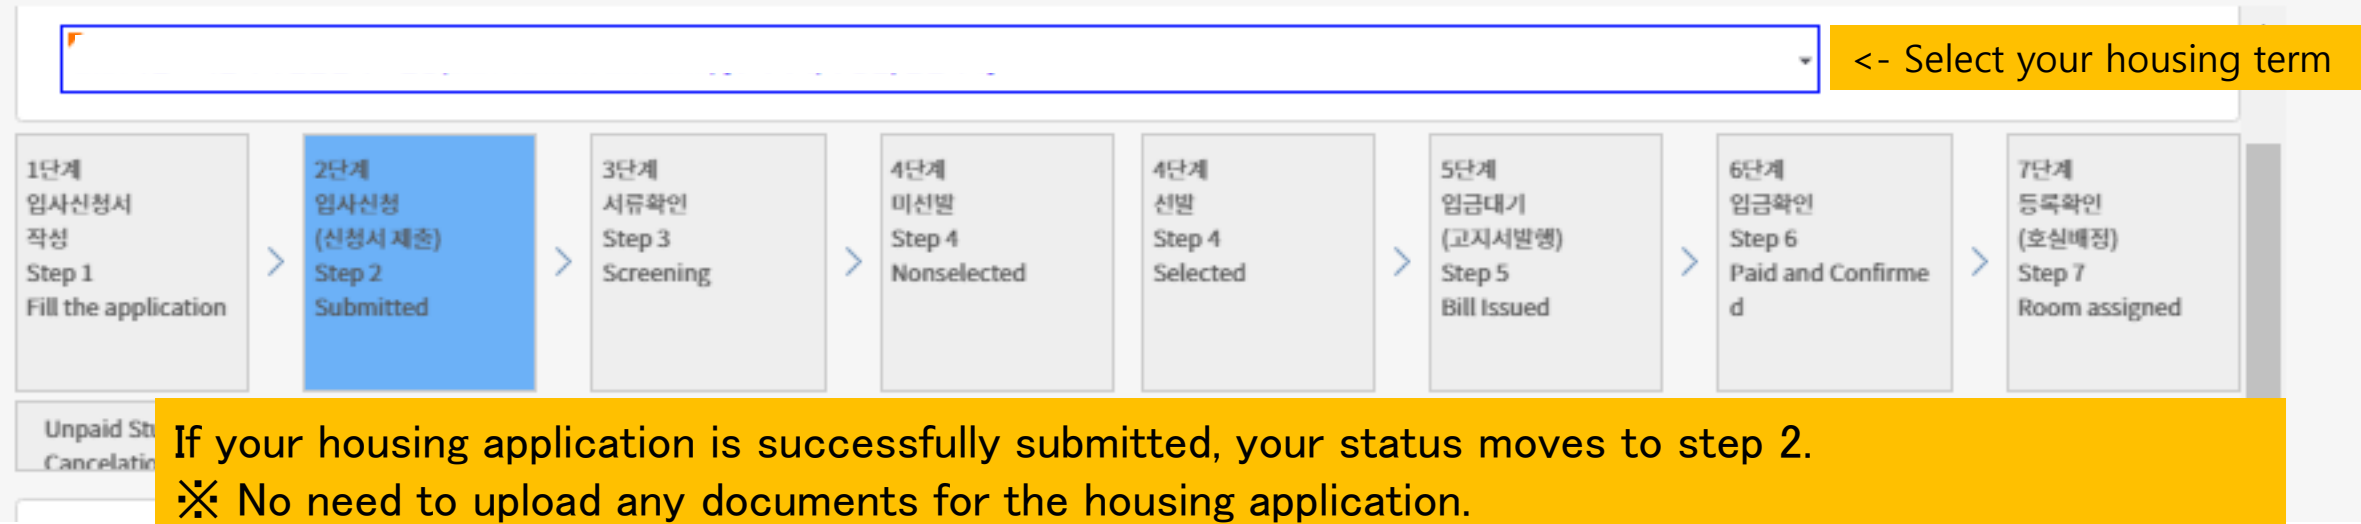 <- Select your housing term
1단계
입사신청서
작성
Step 1
Fill the application
2단계
입사신청
(신청서 제출)
Step 2
Submitted
3단계
서류확인
Step 3
Screening
4단계
미선발
Step 4
Nonselected
4단계
선발
Step 4
Selected
5단계
입금대기
(고지서발행)
Step 5
Bill Issued
6단계
입금확인
Step 6
Paid and Confirme
d
7단계
등록확인
(호실배정)
Step 7
Room assigned
Unpaid
If your housing application is successfully submitted, your status moves to step 2.
※ No need to upload any documents for the housing application.